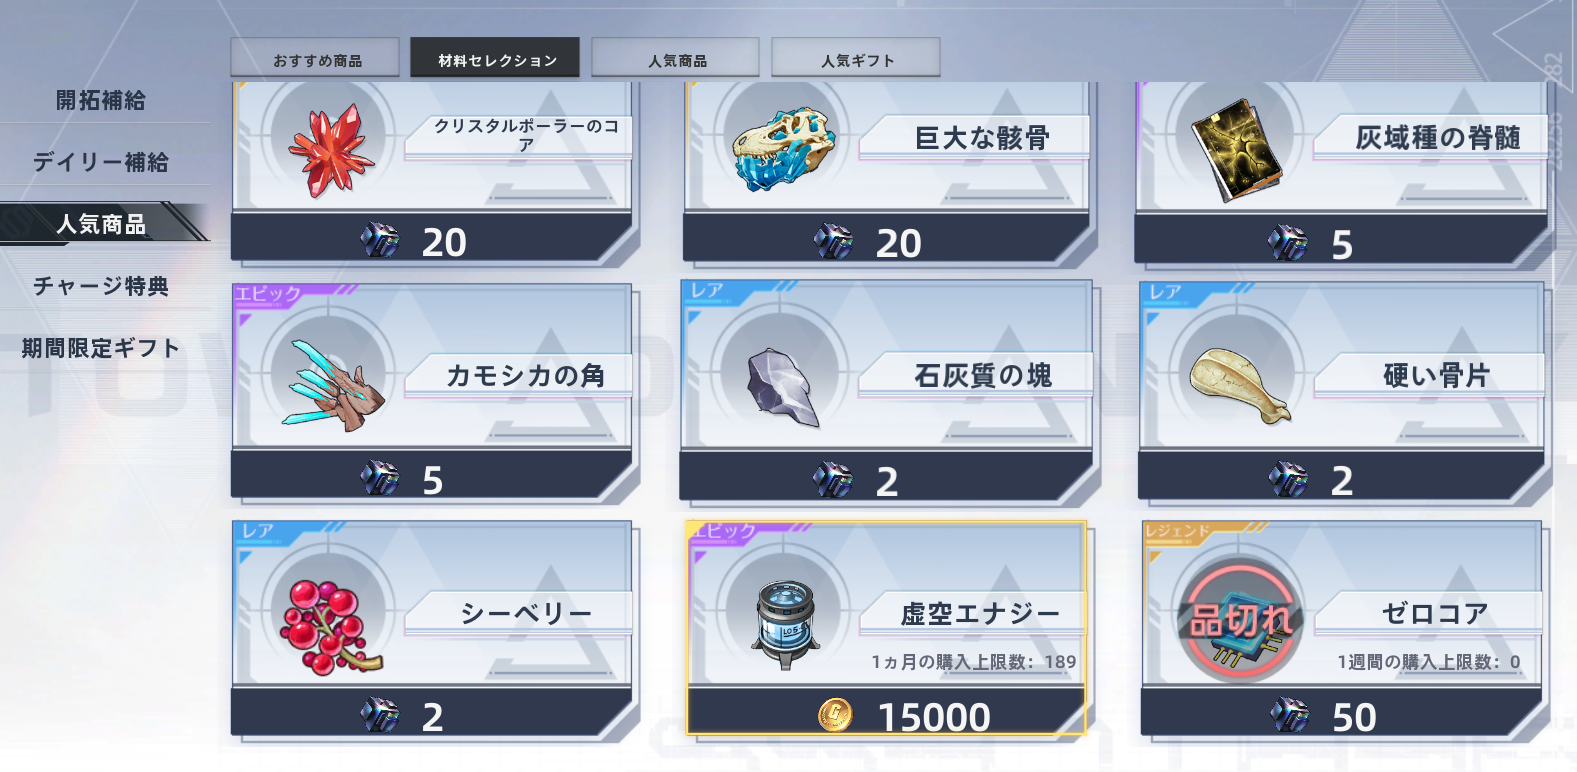 おすすめ商品
材料セレクション
人気商品
人気ギフト
開拓補給
デイリー補給
人気商品
チャージ特典
期間限定ギフト
クリスタルポーラーのコ
ア
20
巨大な骸骨
20
灰域種の脊髄
5
エピック
カモシカの角
5
レア
石灰質の塊
2
レア
硬い骨片
2
レア
シーベリー
2
エピック
虚空エナジー
1ヵ月の購入上限数：189
15000
レジェンド
品切れ
ゼロコア
1週間の購入上限数：0
50